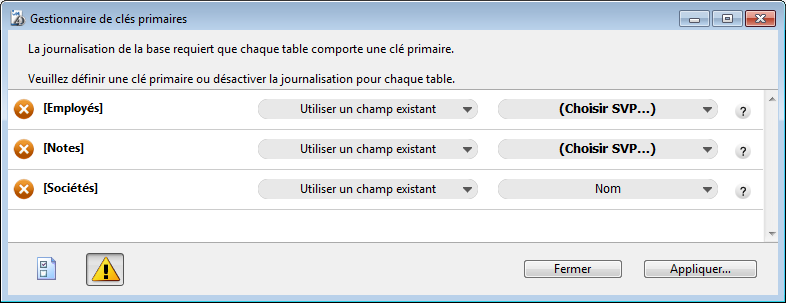 Gestionnaire de clés primaires
La journalisation de la base requiert que chaque table comporte une clé primaire.
Veuillez définir une clé primaire ou désactiver la journalisation pour chaque table.
[Employés] Utiliser un champ existant (Choisir SVP...) ?
[Notes] Utiliser un champ existant (Choisir SVP...) ?
[Sociétés] Utiliser un champ existant Nom ?
Fermer Appliquer...